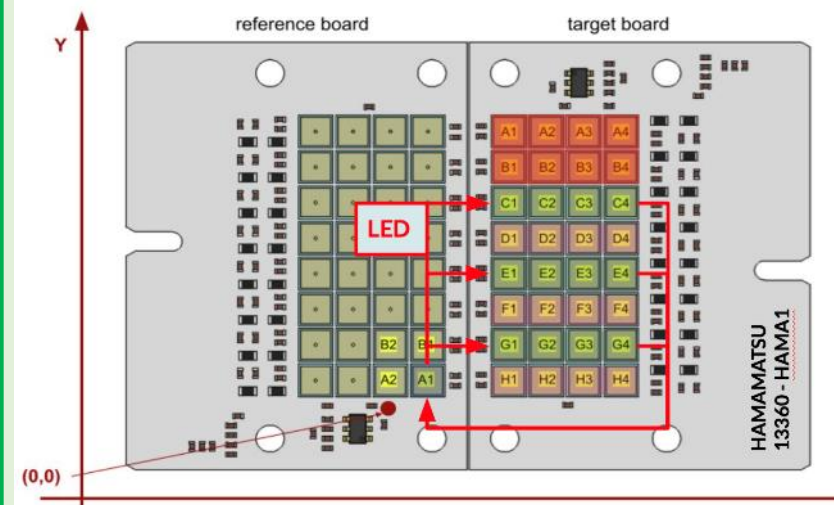 reference board
target board
Y
A1 A2 A3 A4
B1 B2 B3 B4
C1 C2 C3 C4
LED
D1 D2 D3 D4
E1 E2 E3 E4
F1 F2 F3 F4
B2 B1
G1 G2 G3 G4
A2 A1
H1 H2 H3 H4
HAMAMATSU
13360 - HAMA1
(0,0)